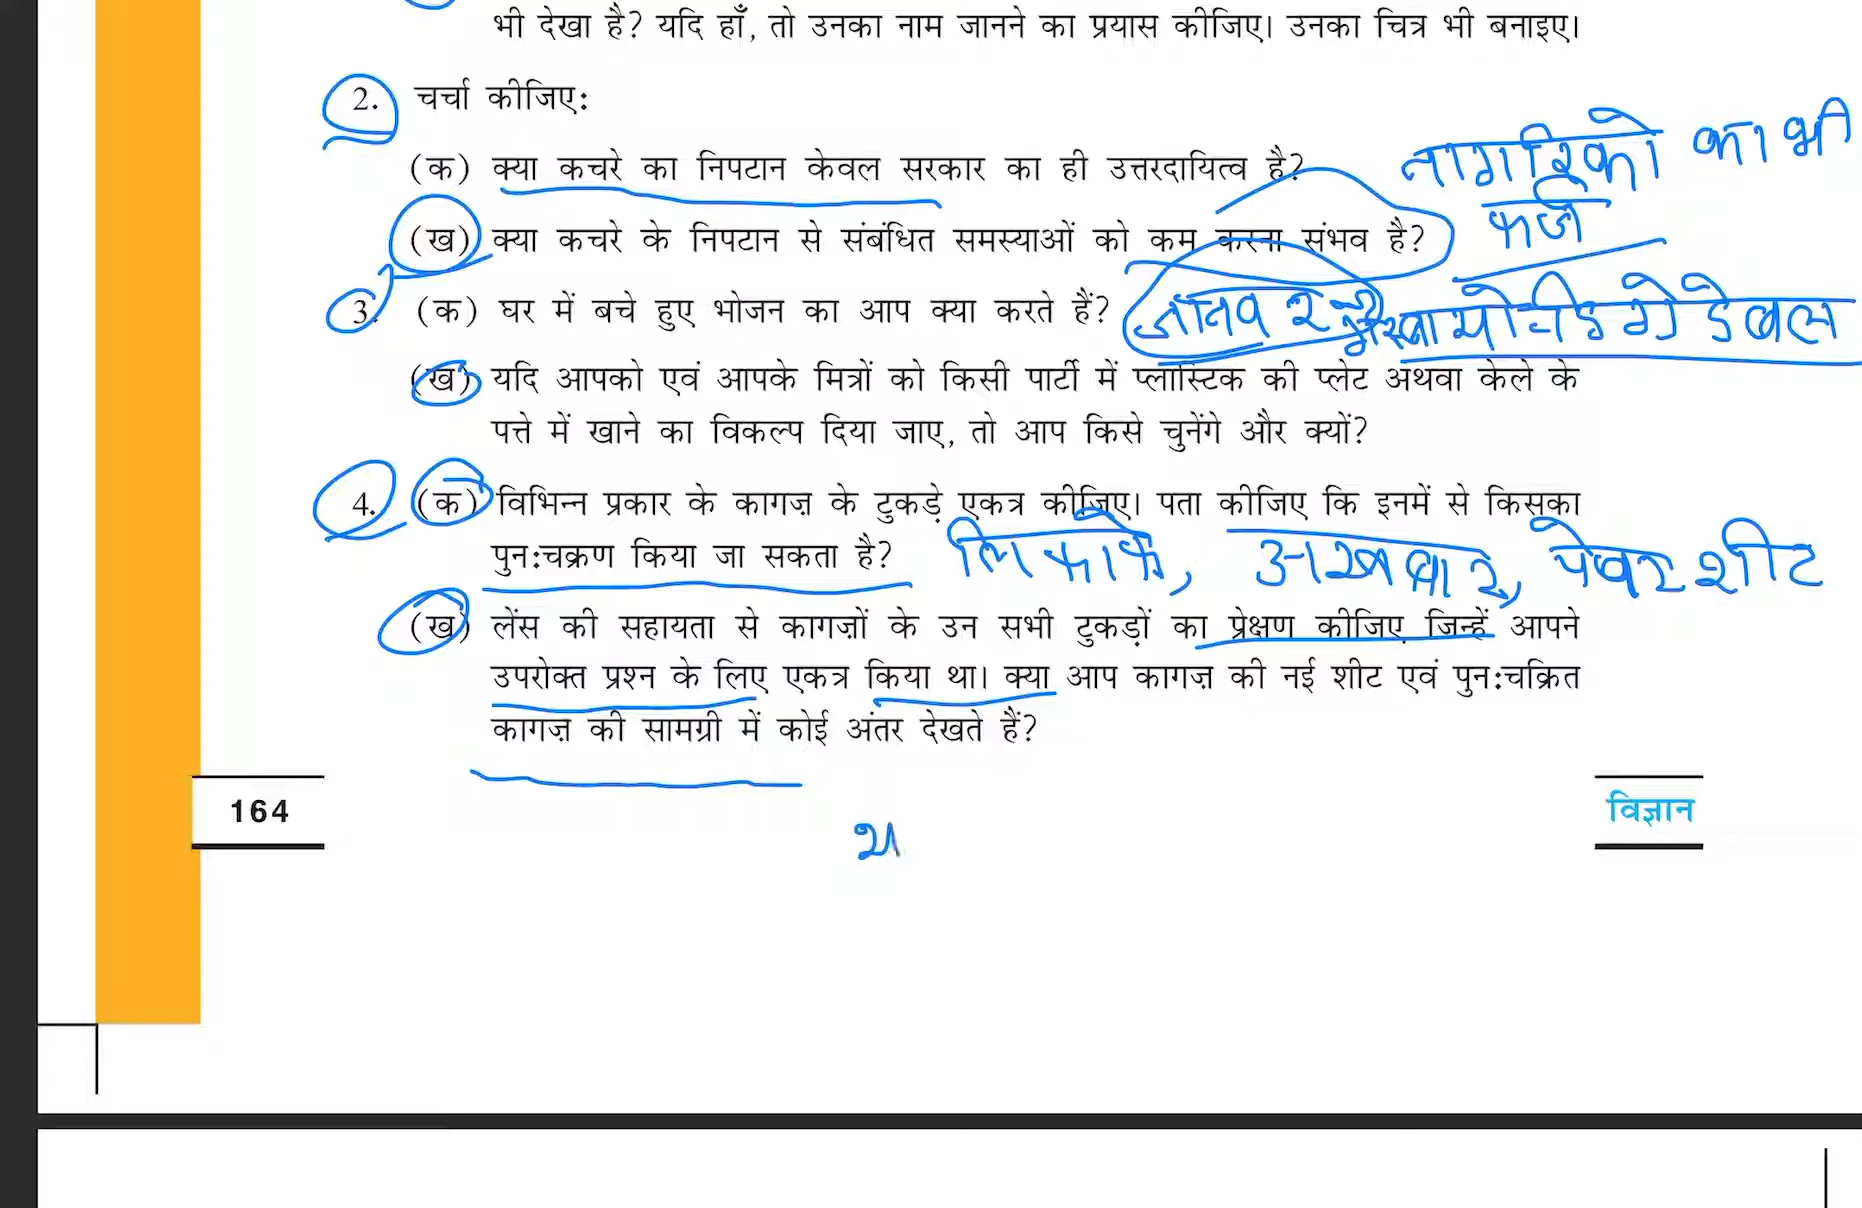 भी देखा है? यदि हाँ, तो उनका नाम जानने का प्रयास कीजिए। उनका चित्र भी बनाइए।
2. चर्चा कीजिए:
(क) क्या कचरे का निपटान केवल सरकार का ही उत्तरदायित्व है?
नागरिको का भी
फर्ज
(ख) क्या कचरे के निपटान से संबंधित समस्याओं को कम करना संभव है?
3. (क) घर में बचे हुए भोजन का आप क्या करते हैं?
बायोडिग्रेडेबल
(ख) यदि आपको एवं आपके मित्रों को किसी पार्टी में प्लास्टिक की प्लेट अथवा केले के
पत्ते में खाने का विकल्प दिया जाए, तो आप किसे चुनेंगे और क्यों?
4. (क) विभिन्न प्रकार के कागज़ के टुकड़े एकत्र कीजिए। पता कीजिए कि इनमें से किसका
पुन:चक्रण किया जा सकता है?
लिफाफे, अखबार, पेपर शीट
(ख) लेंस की सहायता से कागज़ों के उन सभी टुकड़ों का प्रेक्षण कीजिए जिन्हें आपने
उपरोक्त प्रश्न के लिए एकत्र किया था। क्या आप कागज़ की नई शीट एवं पुन:चक्रित
कागज़ की सामग्री में कोई अंतर देखते हैं?
164
विज्ञान